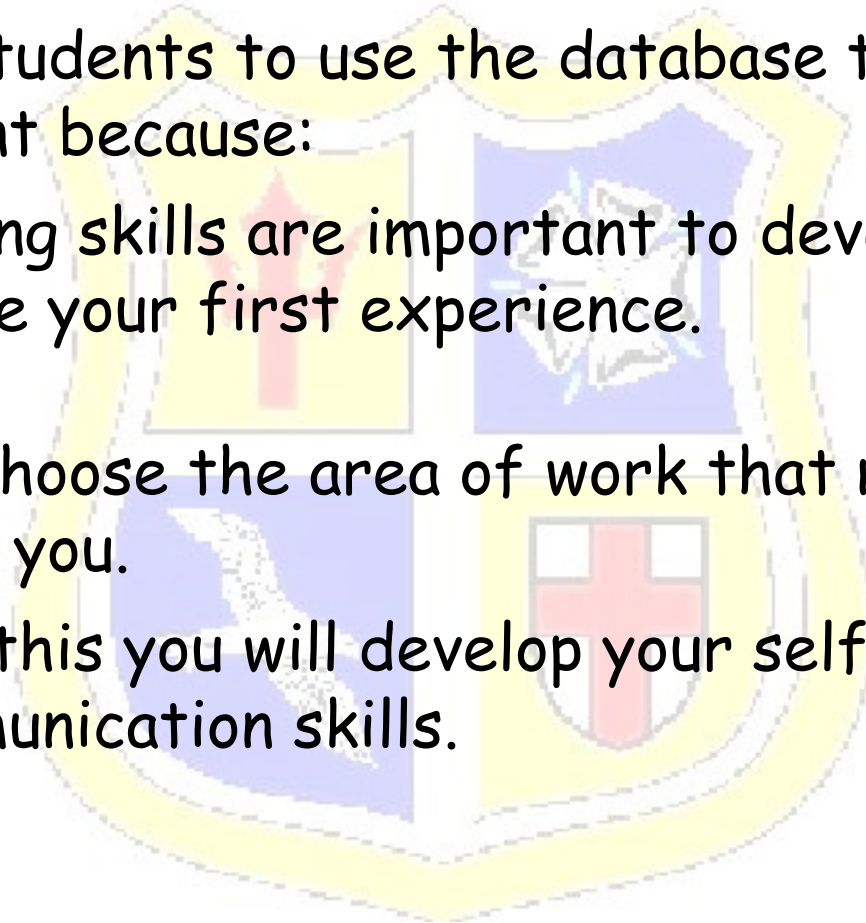 tudents to use the database t
nt because:
ng skills are important to dev
e your first experience.
hoose the area of work that
you.
this you will develop your self
unication skills.